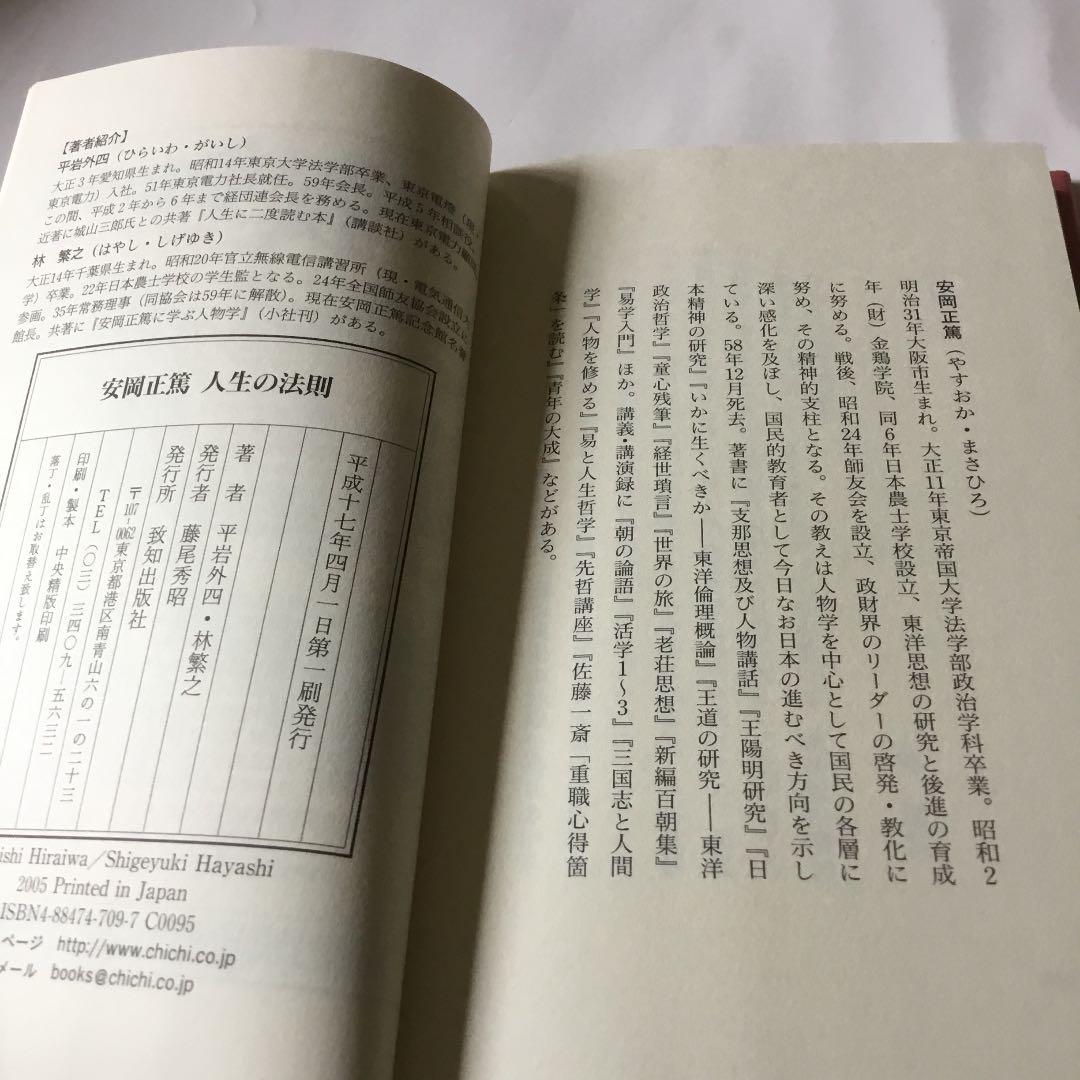 安岡正篤（やすおか・まさひろ）
明治31年大阪市生まれ。大正11年東京帝国大学法学部政治学科卒業。昭和2
年（財）金鶏学院、同6年日本農士学校設立、東洋思想の研究と後進の育成
に努める。戦後、昭和24年師友会を設立、政財界のリーダーの啓発・教化に
努め、その精神的支柱となる。その教えは人物学を中心として国民の各層に
深い感化を及ぼし、国民的教育者として今日なお日本の進むべき方向を示し
ている。58年12月死去。著書に『支那思想及び人物講話』『王陽明研究』『日
本精神の研究』『いかに生くべきか――東洋倫理概論』『王道の研究――東洋
政治哲学』『童心残筆』『経世瑣言』『世界の旅』『老荘思想』『新編百朝集』
『易学入門』ほか。講義・講演録に『朝の論語』『活学1〜3』『三国志と人間
学』『人物を修める』『易と人生哲学』『先哲講座』『佐藤一斎「重職心得箇
条」を読む』『青年の大成』などがある。
【著者紹介】
平岩外四（ひらいわ・がいし）
大正3年愛知県生まれ。昭和14年東京大学法学部卒業、東京電燈（現・
東京電力）入社。51年東京電力社長就任。59年会長。平成5年相談役。
この間、平成2年から6年まで経団連会長を務める。現在東京電力顧問
近著に城山三郎氏との共著『人生に二度読む本』（講談社）がある。
林　繁之（はやし・しげゆき）
大正14年千葉県生まれ。昭和20年官立無線電信講習所（現・電気通信大
学）卒業。22年日本農士学校の学生監となる。24年全国師友協会設立に
参画。35年常務理事（同協会は59年に解散）。現在安岡正篤記念館名誉
館長。共著に『安岡正篤に学ぶ人物学』（小社刊）がある。
安岡正篤 人生の法則
平成十七年四月一日第一刷発行
著　者　平岩外四・林繁之
発行者　藤尾秀昭
発行所　致知出版社
〒107-0062 東京都港区南青山六の一の二十三
TEL（〇三）三四〇九―五六三二
印刷・製本　中央精版印刷
落丁・乱丁はお取替え致します。
ishi Hiraiwa／Shigeyuki Hayashi
2005 Printed in Japan
ISBN4-88474-709-7 C0095
ページ http://www.chichi.co.jp
メール books@chichi.co.jp